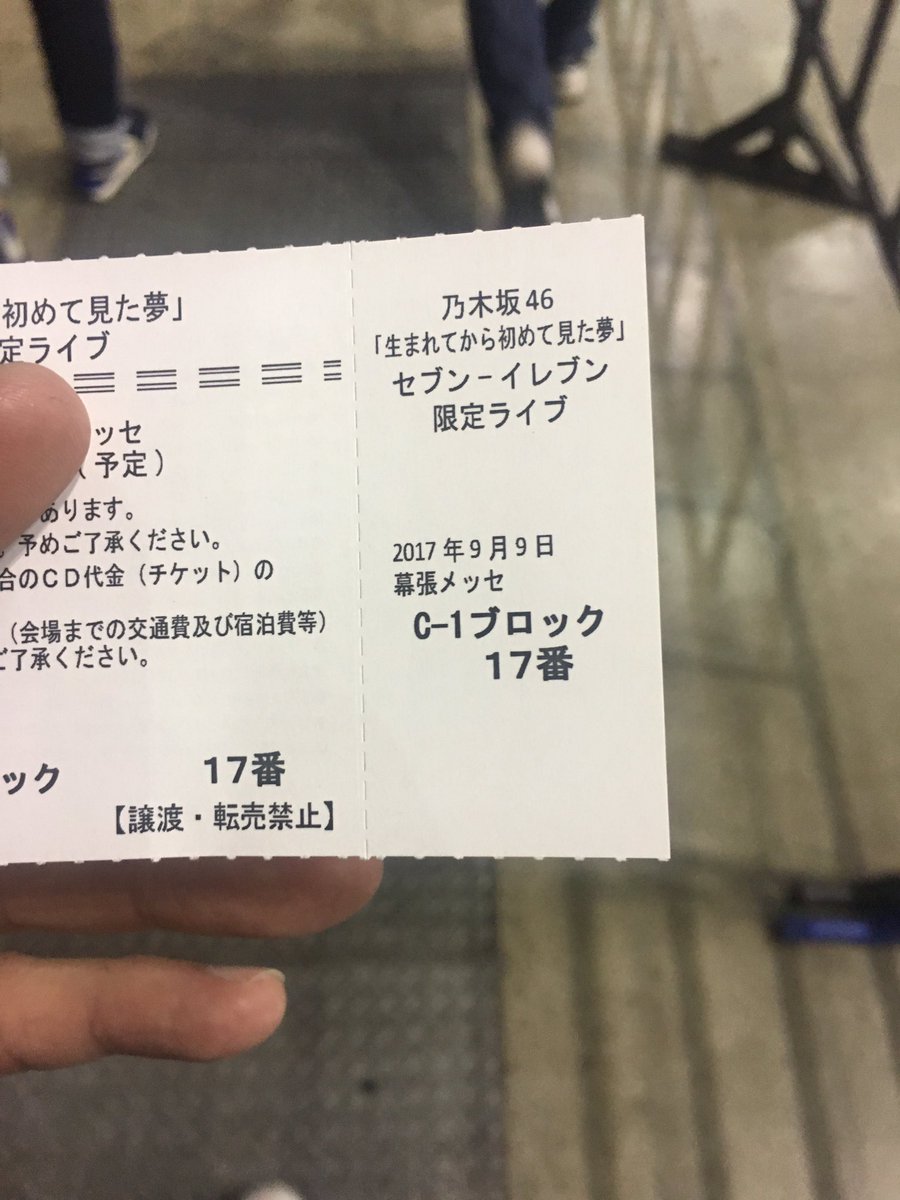 初めて見た夢」
定ライブ
ッセ
(予定)
あります。
予めご了承ください。
合のCD代金(チケット)の
(会場までの交通費及び宿泊費等)
ご了承ください。
ック 17番
【譲渡・転売禁止】
乃木坂46
「生まれてから初めて見た夢」
セブン-イレブン
限定ライブ
2017年9月9日
幕張メッセ
C-1ブロック
17番